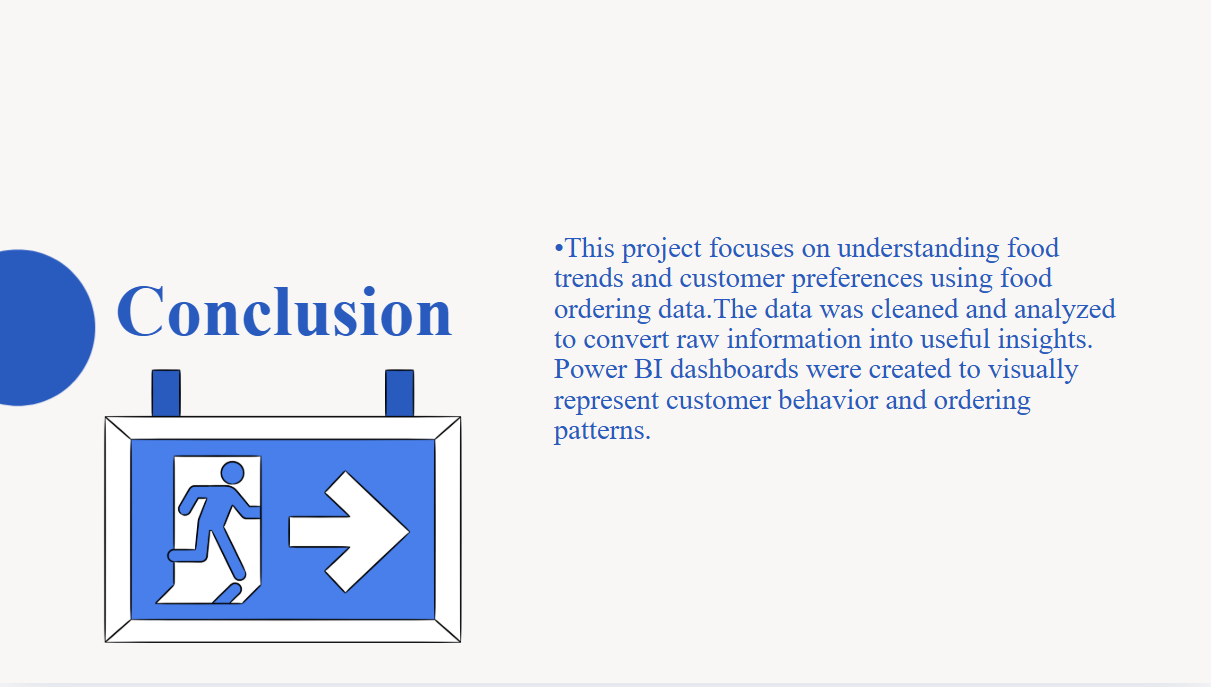 Conclusion
•This project focuses on understanding food
trends and customer preferences using food
ordering data.The data was cleaned and analyzed
to convert raw information into useful insights.
Power BI dashboards were created to visually
represent customer behavior and ordering
patterns.